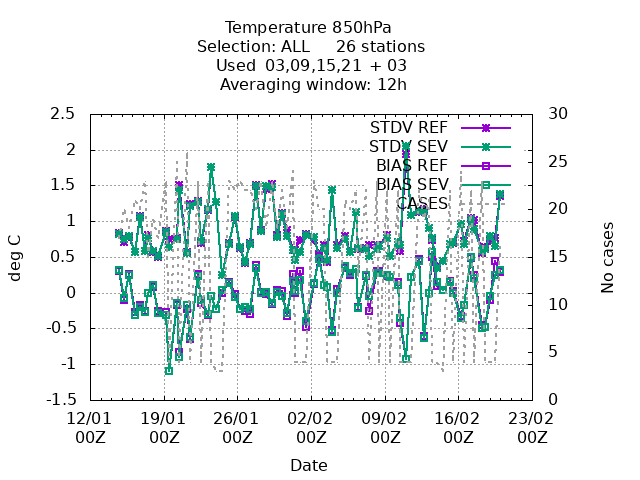 Temperature 850hPa
Selection: ALL 26 stations
Used 03,09,15,21 + 03
Averaging window: 12h
2.5
2
1.5
1
0.5
0
-0.5
-1
-1.5
deg C
30
25
20
15
10
5
0
No cases
STDV REF
STDV SEV
BIAS REF
BIAS SEV
CASES
12/01 19/01 26/01 02/02 09/02 16/02 23/02
00Z 00Z 00Z 00Z 00Z 00Z 00Z
Date